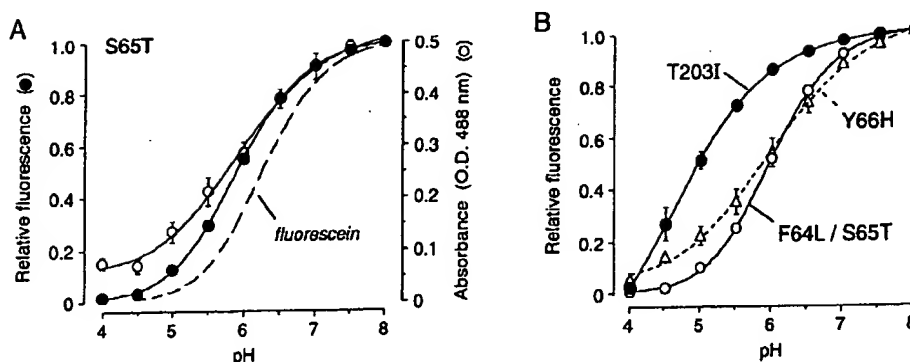 A
S65T
Relative fluorescence (●)
1.0
0.8
0.6
0.4
0.2
0
Absorbance (O.D. 488 nm) (o)
0.5
0.4
0.3
0.2
0.1
0
fluorescein
4 5 6 7 8
pH
B
Relative fluorescence
1.0
0.8
0.6
0.4
0.2
0.0
T203I
Y66H
F64L / S65T
4 5 6 7 8
pH